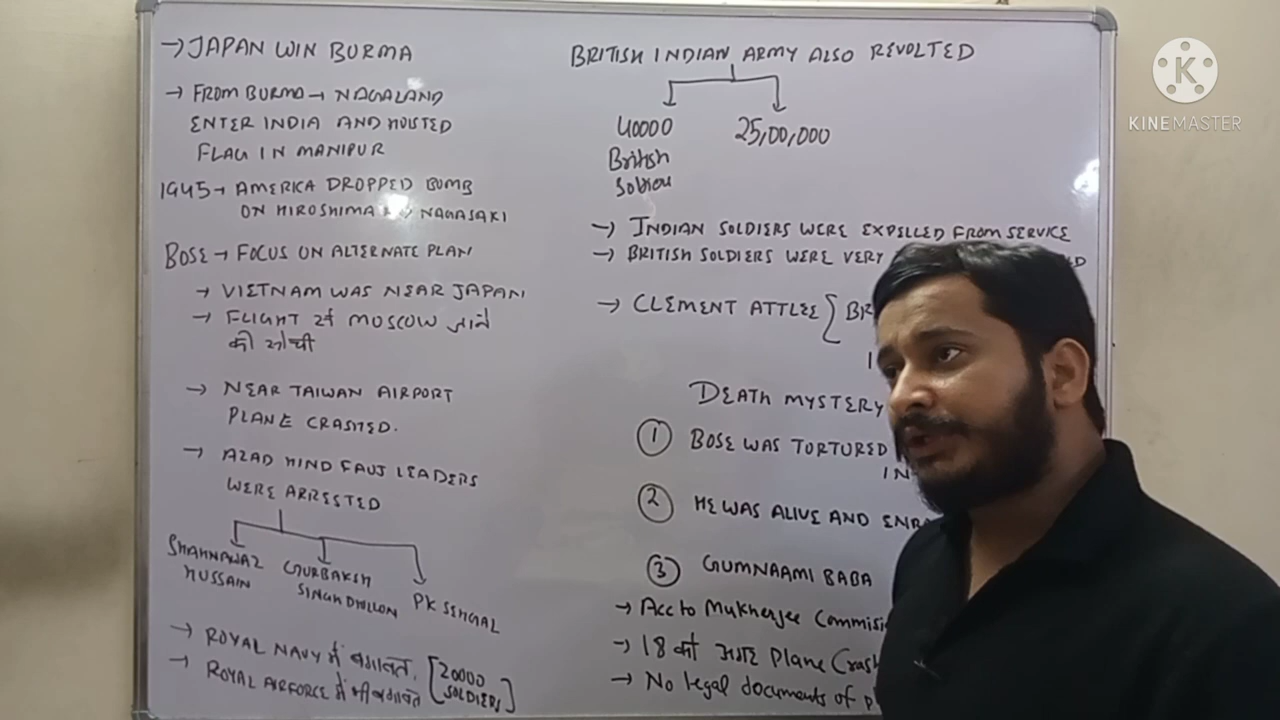 → JAPAN WIN BURMA
→ FROM BURMA → NAGALAND
ENTER INDIA AND HOISTED
FLAG IN MANIPUR
1945 → AMERICA DROPPED BOMB
ON HIROSHIMA NAGASAKI
BOSE → FOCUS ON ALTERNATE PLAN
→ VIETNAM WAS NEAR JAPAN
→ FLIGHT से MOSCOW जाने
की सोची
→ NEAR TAIWAN AIRPORT
PLANE CRASHED.
→ AZAD HIND FAUJ LEADERS
WERE ARRESTED
SHAHNAWAZ
HUSSAIN
GURBAKSH
SINGH DHILLON
PK SEHGAL
→ ROYAL NAVY में बगावत
→ ROYAL AIRFORCE में भी बगावत
[20000
SOLDIERS]
BRITISH INDIAN ARMY ALSO REVOLTED
40000
British
25,00,000
→ INDIAN SOLDIERS WERE EXPELLED FROM SERVICE
→ BRITISH SOLDIERS WERE VERY
→ CLEMENT ATTLEE }
DEATH MYSTERY
1 BOSE WAS TORTURED
IN
2 HE WAS ALIVE AND
3 GUMNAAMI BABA
→ Acc to Mukherjee
→ 18 को अगर Plane
→ No legal documents of
K
KINEMASTER